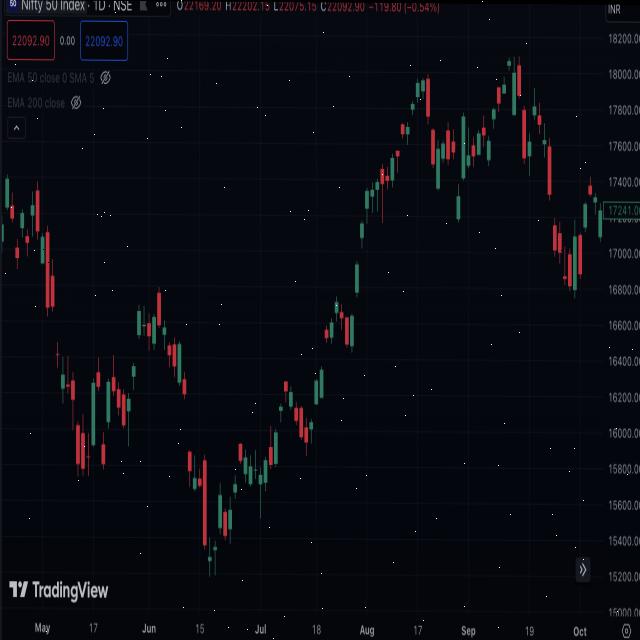 50 Nifty 50 Index · 1D · NSE ••• O22169.20 H22202.15 L22075.15 C22092.90 −119.80 (−0.54%) INR
22092.90 0.00 22092.90
EMA 50 close 0 SMA 5
EMA 200 close
18200.00
18000.00
17800.00
17600.00
17400.00
17241.00
17000.00
16800.00
16600.00
16400.00
16200.00
16000.00
15800.00
15600.00
15400.00
15200.00
15000.00
TradingView
May 17 Jun 15 Jul 18 Aug 17 Sep 19 Oct